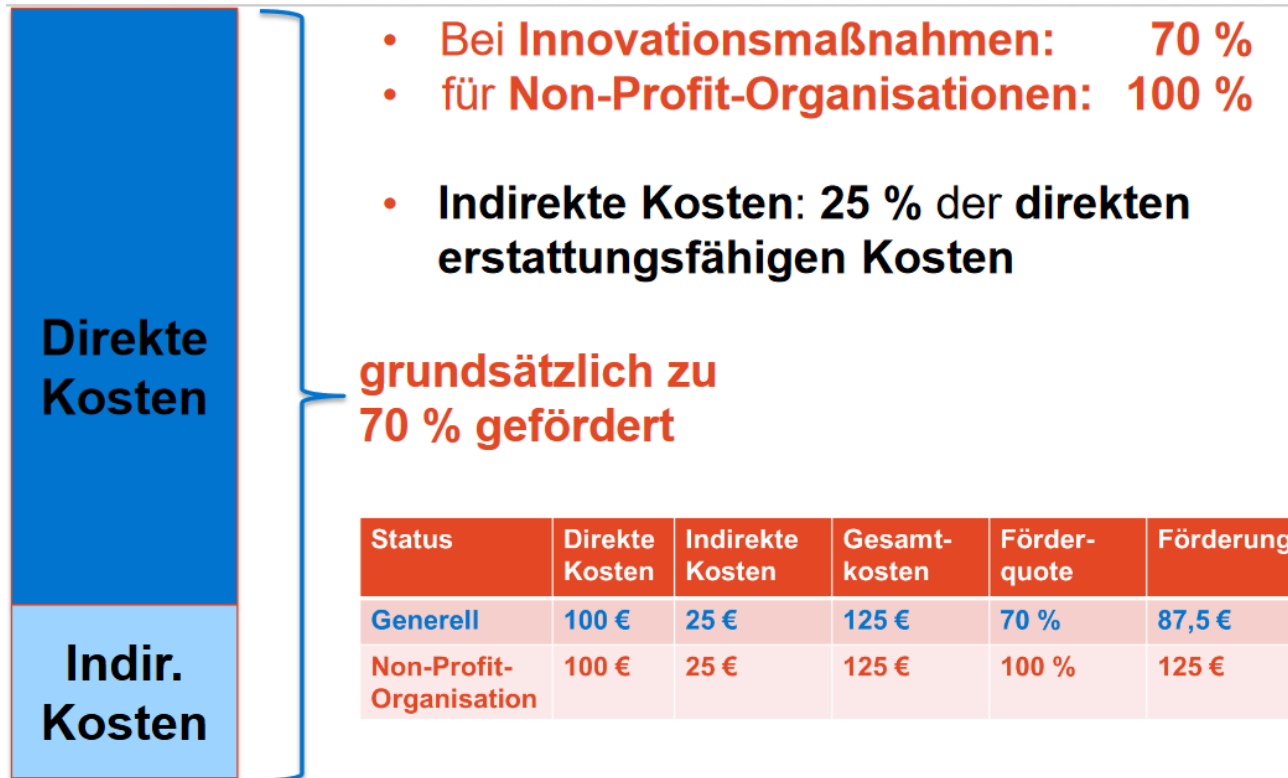 • Bei Innovationsmaßnahmen: 70 %
• für Non-Profit-Organisationen: 100 %
• Indirekte Kosten: 25 % der direkten
erstattungsfähigen Kosten
Direkte
Kosten
grundsätzlich zu
70 % gefördert
Indir.
Kosten
Status Direkte Kosten Indirekte Kosten Gesamt-kosten Förder-quote Förderung
Generell 100 € 25 € 125 € 70 % 87,5 €
Non-Profit-Organisation 100 € 25 € 125 € 100 % 125 €